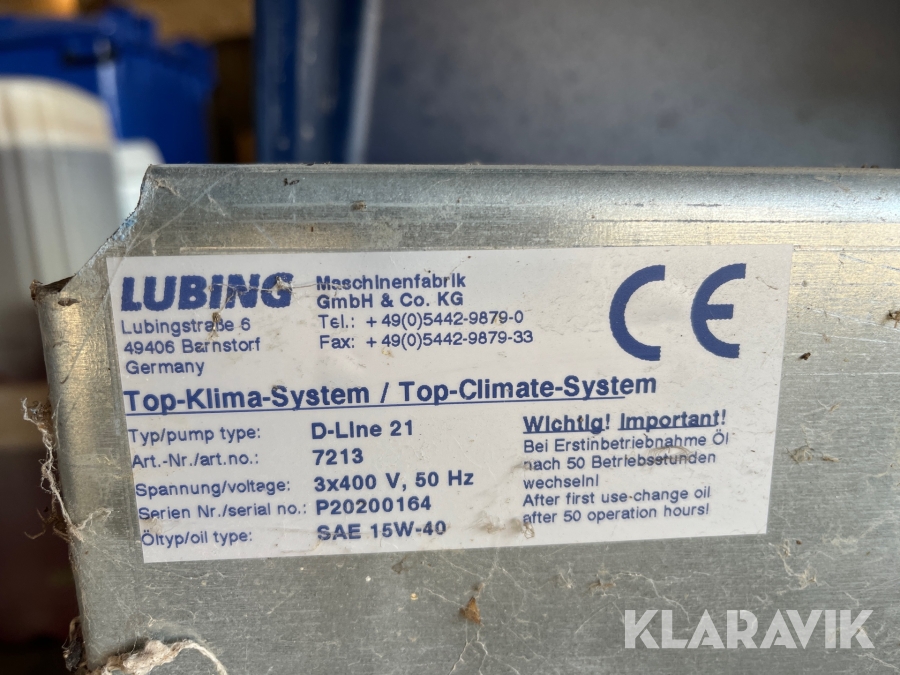 LUBING
Maschinenfabrik
GmbH & Co. KG
Lubingstraße 6
49406 Barnstorf
Germany
Tel.: +49(0)5442-9879-0
Fax: +49(0)5442-9879-33
CE
Top-Klima-System / Top-Climate-System
Typ/pump type: D-Line 21
Art.-Nr./art.no.: 7213
Spannung/voltage: 3x400 V, 50 Hz
Serien Nr./serial no.: P20200164
Öltyp/oil type: SAE 15W-40
Wichtig! Important!
Bei Erstinbetriebnahme Öl
nach 50 Betriebsstunden
wechseln!
After first use-change oil
after 50 operation hours!
KLARAVIK